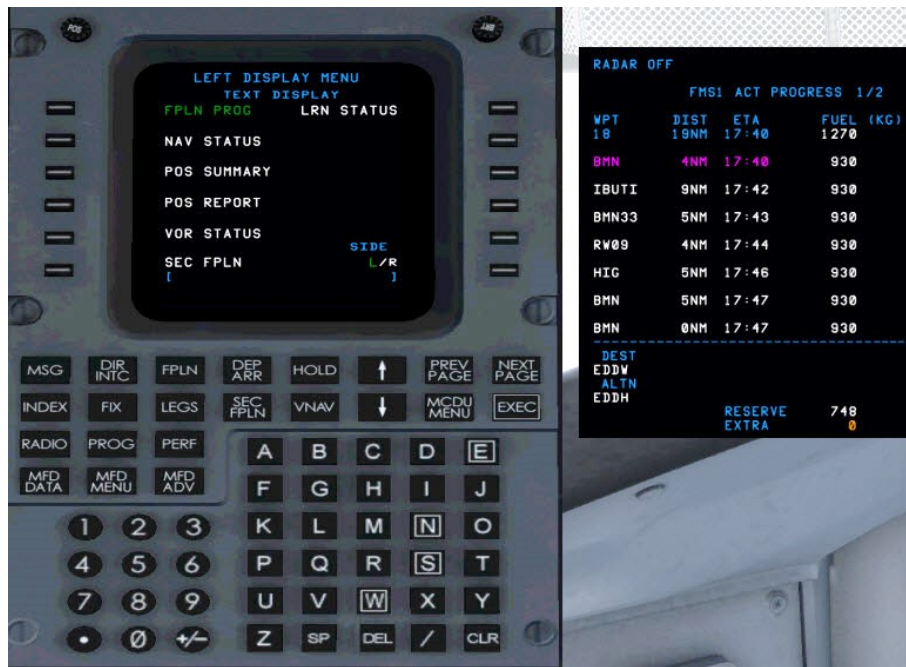 POS
BRT
LEFT DISPLAY MENU
TEXT DISPLAY
FPLN PROG LRN STATUS
NAV STATUS
POS SUMMARY
POS REPORT
VOR STATUS
SIDE
SEC FPLN L/R
[ ]
MSG DIR INTC FPLN DEP ARR HOLD ↑ PREV PAGE NEXT PAGE
INDEX FIX LEGS SEC FPLN VNAV ↓ MCDU MENU EXEC
RADIO PROG PERF
MFD DATA MFD MENU MFD ADV
A B C D E
F G H I J
1 2 3 K L M N O
4 5 6 P Q R S T
7 8 9 U V W X Y
. 0 +/- Z SP DEL / CLR
RADAR OFF
FMS1 ACT PROGRESS 1/2
WPT DIST ETA FUEL (KG)
18 19NM 17:40 1270
BMN 4NM 17:40 930
IBUTI 9NM 17:42 930
BMN33 5NM 17:43 930
RW09 4NM 17:44 930
HIG 5NM 17:46 930
BMN 5NM 17:47 930
BMN 0NM 17:47 930
DEST
EDDW
ALTN
EDDH
RESERVE 748
EXTRA 0